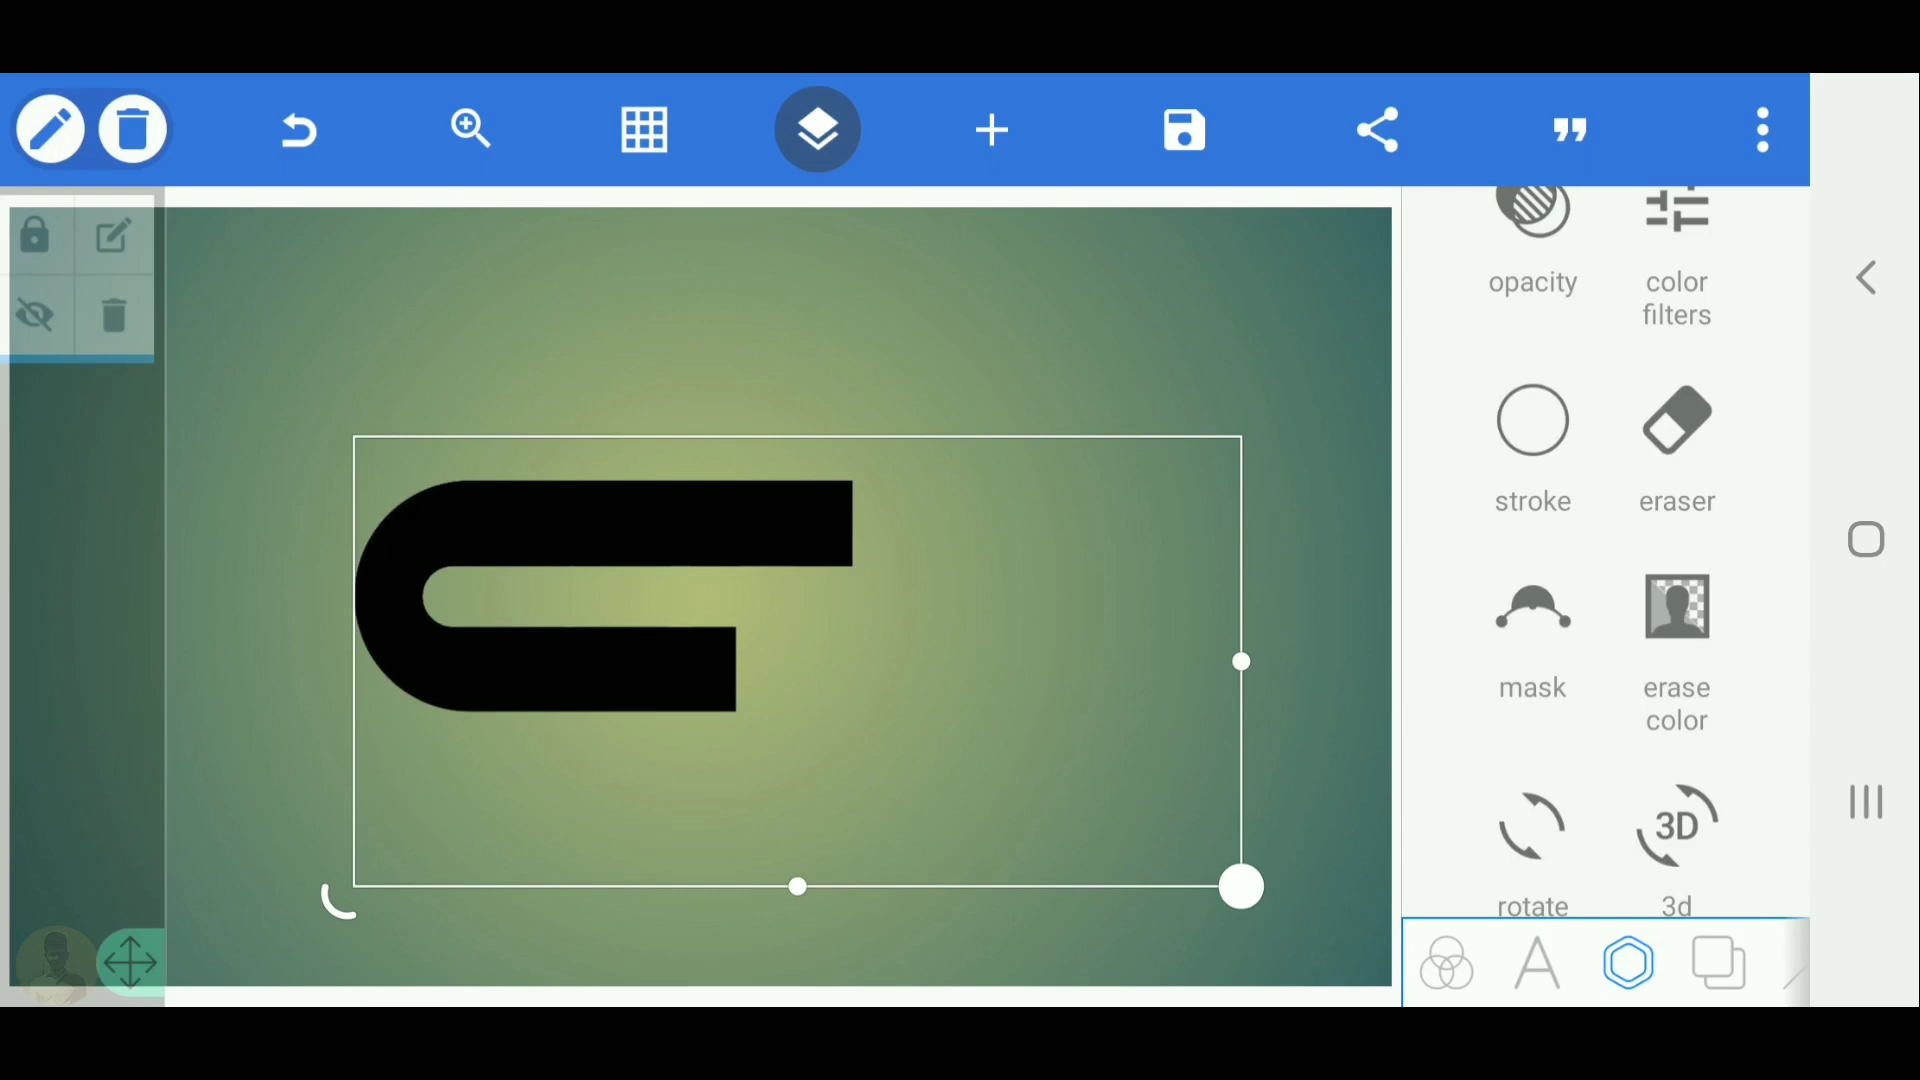 opacity
color
filters
stroke
eraser
mask
erase
color
3D
rotate
3d